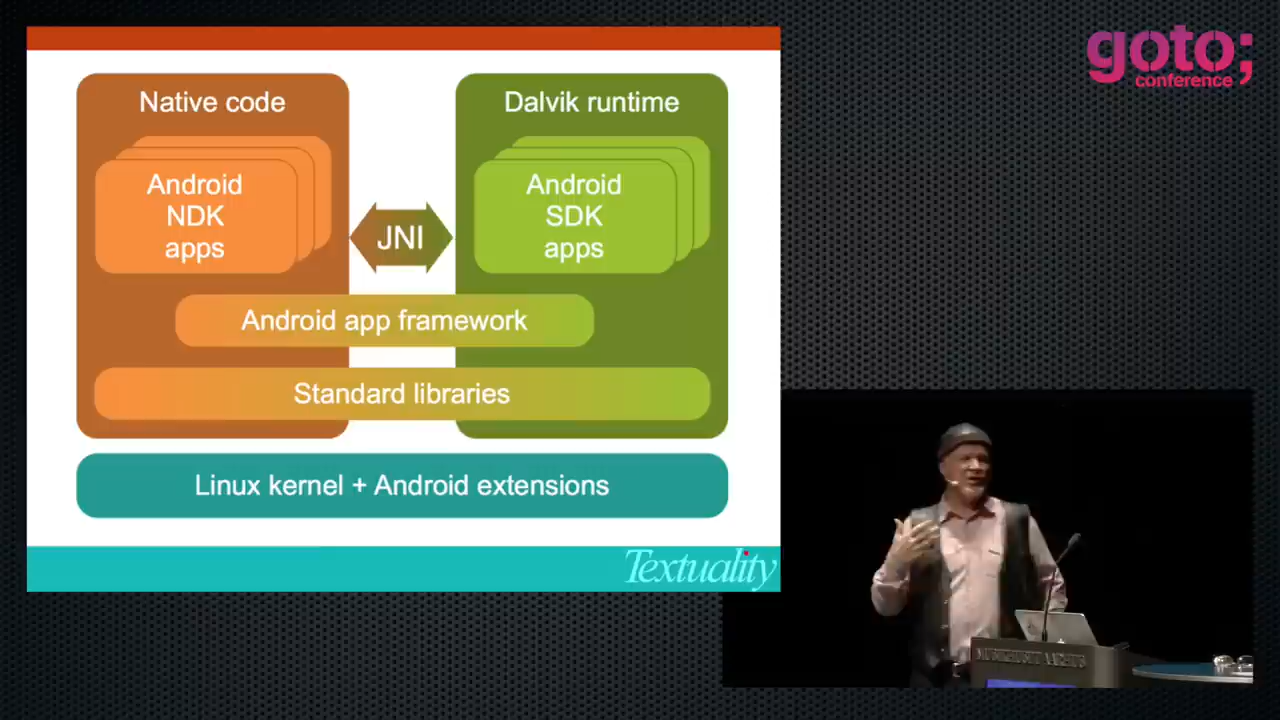 goto;
conference
Native code
Dalvik runtime
Android
NDK
apps
JNI
Android
SDK
apps
Android app framework
Standard libraries
Linux kernel + Android extensions
Textuality